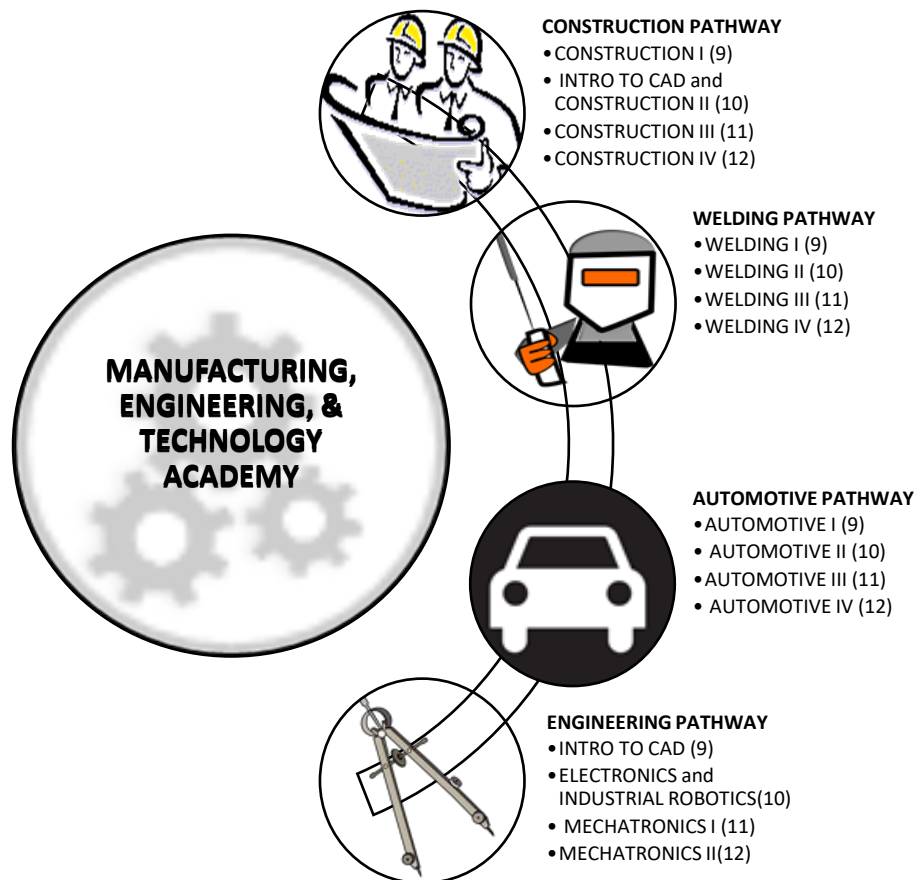 MANUFACTURING,
ENGINEERING, &
TECHNOLOGY
ACADEMY
CONSTRUCTION PATHWAY
•CONSTRUCTION I (9)
• INTRO TO CAD and
CONSTRUCTION II (10)
•CONSTRUCTION III (11)
•CONSTRUCTION IV (12)
WELDING PATHWAY
•WELDING I (9)
•WELDING II (10)
•WELDING III (11)
•WELDING IV (12)
AUTOMOTIVE PATHWAY
•AUTOMOTIVE I (9)
• AUTOMOTIVE II (10)
•AUTOMOTIVE III (11)
• AUTOMOTIVE IV (12)
ENGINEERING PATHWAY
•INTRO TO CAD (9)
•ELECTRONICS and
INDUSTRIAL ROBOTICS(10)
• MECHATRONICS I (11)
•MECHATRONICS II(12)